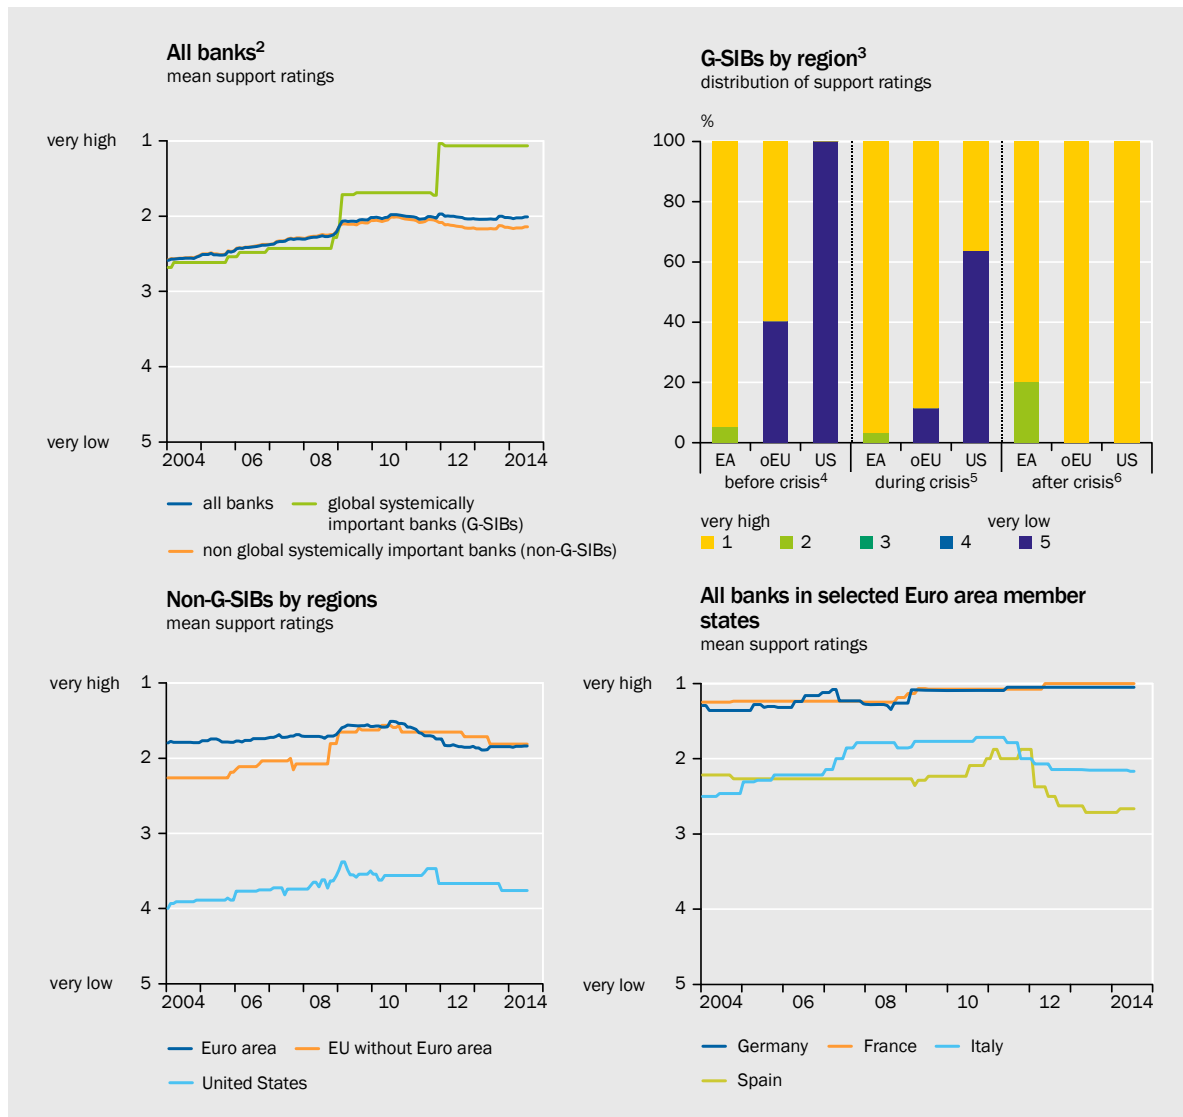 All banks2
mean support ratings
very high
1
2
3
4
very low
5
2004 06 08 10 12 2014
all banks global systemically
important banks (G-SIBs)
non global systemically important banks (non-G-SIBs)
G-SIBs by region3
distribution of support ratings
%
100
80
60
40
20
0
EA oEU US EA oEU US EA oEU US
before crisis4 during crisis5 after crisis6
very high very low
1 2 3 4 5
Non-G-SIBs by regions
mean support ratings
very high
1
2
3
4
very low
5
2004 06 08 10 12 2014
Euro area EU without Euro area
United States
All banks in selected Euro area member
states
mean support ratings
very high
1
2
3
4
very low
5
2004 06 08 10 12 2014
Germany France Italy
Spain